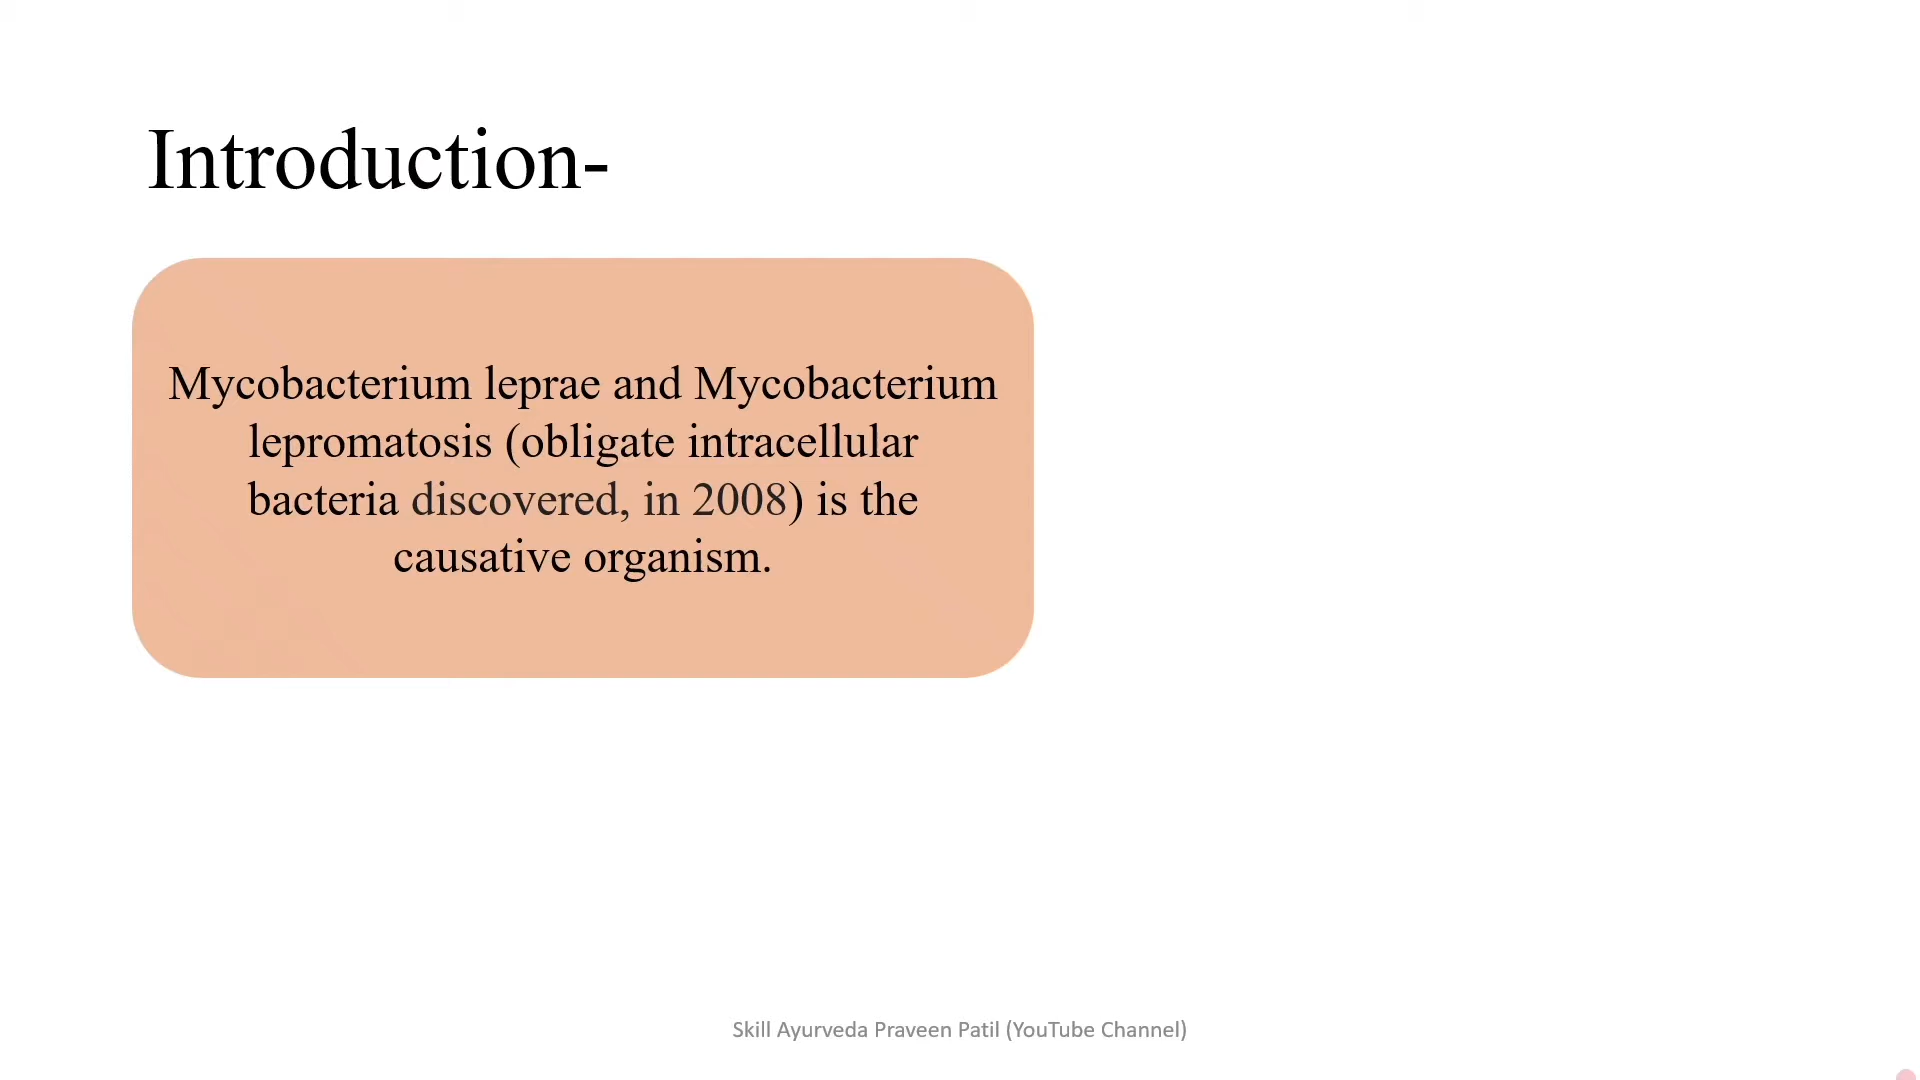 Introduction-
Mycobacterium leprae and Mycobacterium
lepromatosis (obligate intracellular
bacteria discovered, in 2008) is the
causative organism.
Skill Ayurveda Praveen Patil (YouTube Channel)